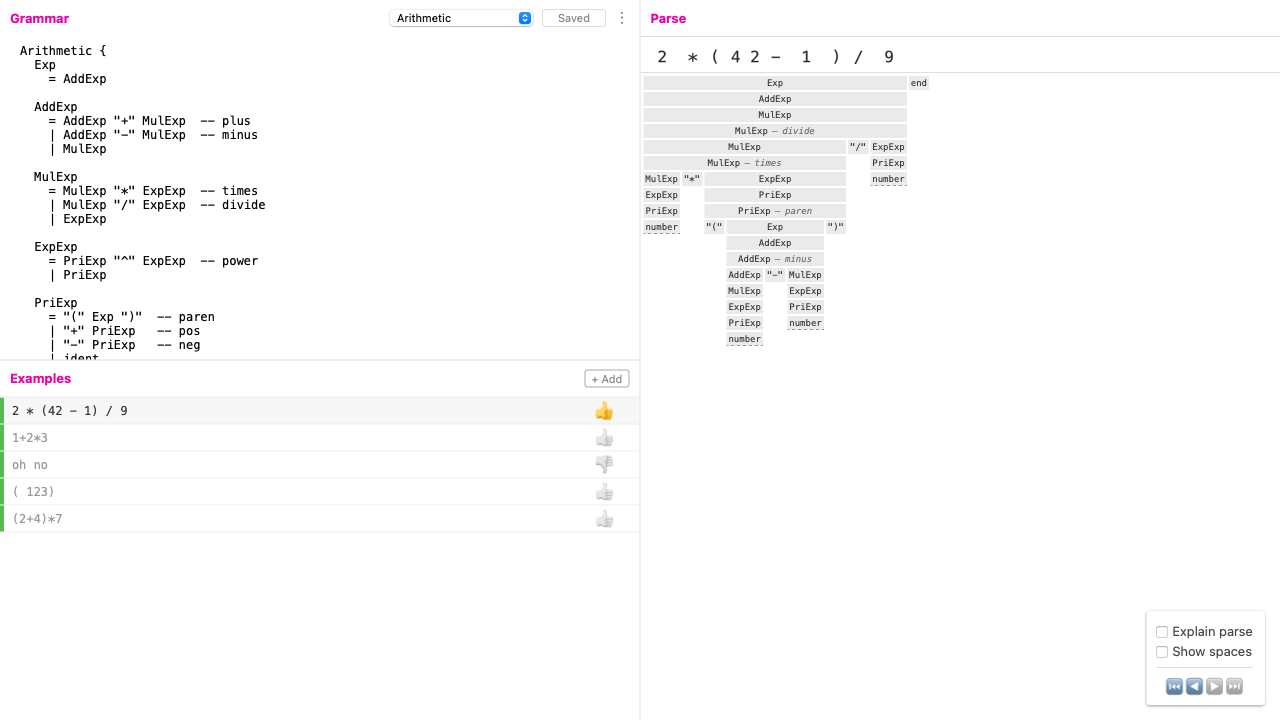 Grammar
Arithmetic
Saved
Arithmetic {
Exp
= AddExp
AddExp
= AddExp "+" MulExp -- plus
| AddExp "-" MulExp -- minus
| MulExp
MulExp
= MulExp "*" ExpExp -- times
| MulExp "/" ExpExp -- divide
| ExpExp
ExpExp
= PriExp "^" ExpExp -- power
| PriExp
PriExp
= "(" Exp ")" -- paren
| "+" PriExp -- pos
| "-" PriExp -- neg
| ident
Examples
+ Add
2 * (42 - 1) / 9
1+2*3
oh no
( 123)
(2+4)*7
Parse
2 * ( 4 2 - 1 ) / 9
Exp end
AddExp
MulExp
MulExp – divide
MulExp "/" ExpExp
MulExp – times PriExp
MulExp "*" ExpExp number
ExpExp PriExp
PriExp PriExp – paren
number "(" Exp ")"
AddExp
AddExp – minus
AddExp "-" MulExp
MulExp ExpExp
ExpExp PriExp
PriExp number
number
Explain parse
Show spaces